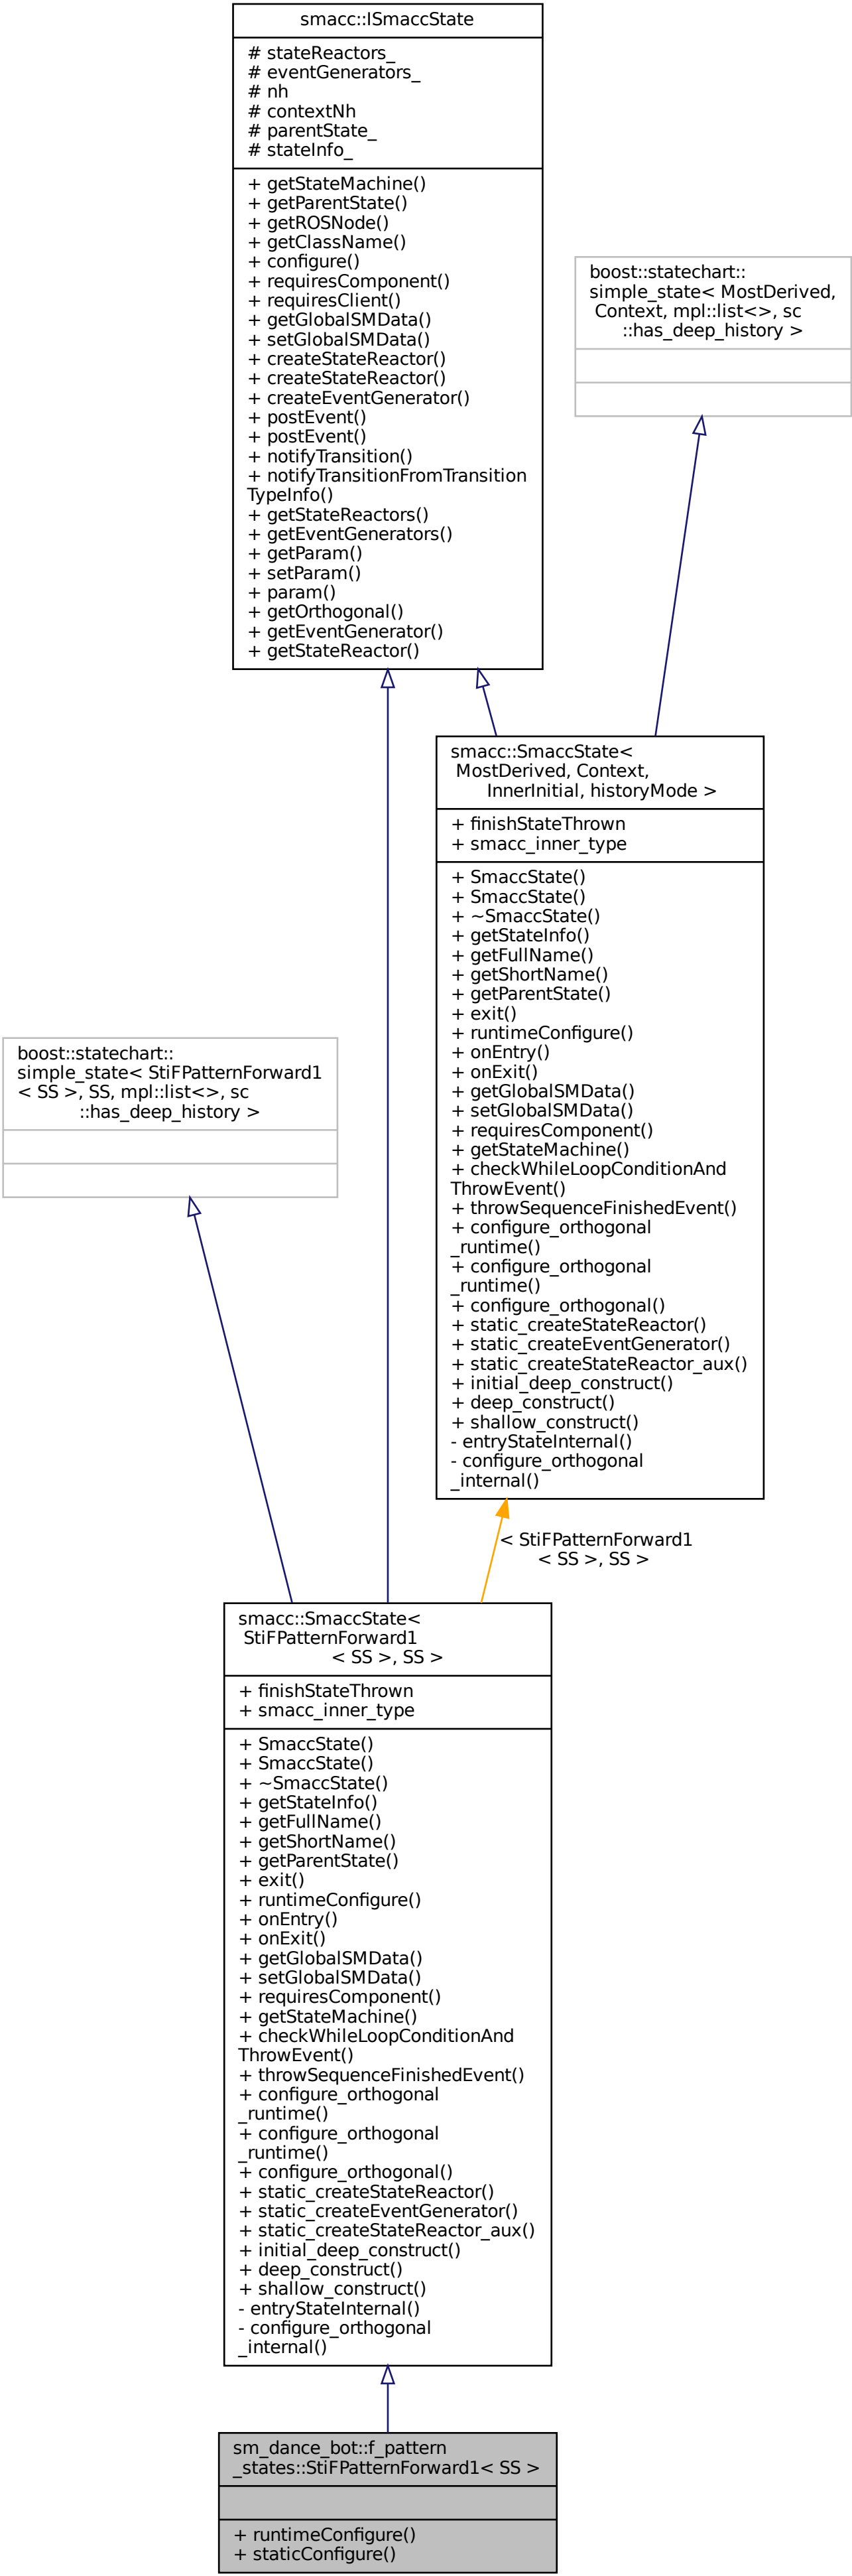 smacc::ISmaccState
# stateReactors_
# eventGenerators_
# nh
# contextNh
# parentState_
# stateInfo_
+ getStateMachine()
+ getParentState()
+ getROSNode()
+ getClassName()
+ configure()
+ requiresComponent()
+ requiresClient()
+ getGlobalSMData()
+ setGlobalSMData()
+ createStateReactor()
+ createStateReactor()
+ createEventGenerator()
+ postEvent()
+ postEvent()
+ notifyTransition()
+ notifyTransitionFromTransition
TypeInfo()
+ getStateReactors()
+ getEventGenerators()
+ getParam()
+ setParam()
+ param()
+ getOrthogonal()
+ getEventGenerator()
+ getStateReactor()
boost::statechart::
simple_state< MostDerived,
Context, mpl::list<>, sc
::has_deep_history >
smacc::SmaccState<
MostDerived, Context,
InnerInitial, historyMode >
+ finishStateThrown
+ smacc_inner_type
+ SmaccState()
+ SmaccState()
+ ~SmaccState()
+ getStateInfo()
+ getFullName()
+ getShortName()
+ getParentState()
+ exit()
+ runtimeConfigure()
+ onEntry()
+ onExit()
+ getGlobalSMData()
+ setGlobalSMData()
+ requiresComponent()
+ getStateMachine()
+ checkWhileLoopConditionAnd
ThrowEvent()
+ throwSequenceFinishedEvent()
+ configure_orthogonal
_runtime()
+ configure_orthogonal
_runtime()
+ configure_orthogonal()
+ static_createStateReactor()
+ static_createEventGenerator()
+ static_createStateReactor_aux()
+ initial_deep_construct()
+ deep_construct()
+ shallow_construct()
- entryStateInternal()
- configure_orthogonal
_internal()
boost::statechart::
simple_state< StiFPatternForward1
< SS >, SS, mpl::list<>, sc
::has_deep_history >
< StiFPatternForward1
< SS >, SS >
smacc::SmaccState<
StiFPatternForward1
< SS >, SS >
+ finishStateThrown
+ smacc_inner_type
+ SmaccState()
+ SmaccState()
+ ~SmaccState()
+ getStateInfo()
+ getFullName()
+ getShortName()
+ getParentState()
+ exit()
+ runtimeConfigure()
+ onEntry()
+ onExit()
+ getGlobalSMData()
+ setGlobalSMData()
+ requiresComponent()
+ getStateMachine()
+ checkWhileLoopConditionAnd
ThrowEvent()
+ throwSequenceFinishedEvent()
+ configure_orthogonal
_runtime()
+ configure_orthogonal
_runtime()
+ configure_orthogonal()
+ static_createStateReactor()
+ static_createEventGenerator()
+ static_createStateReactor_aux()
+ initial_deep_construct()
+ deep_construct()
+ shallow_construct()
- entryStateInternal()
- configure_orthogonal
_internal()
sm_dance_bot::f_pattern
_states::StiFPatternForward1< SS >
+ runtimeConfigure()
+ staticConfigure()